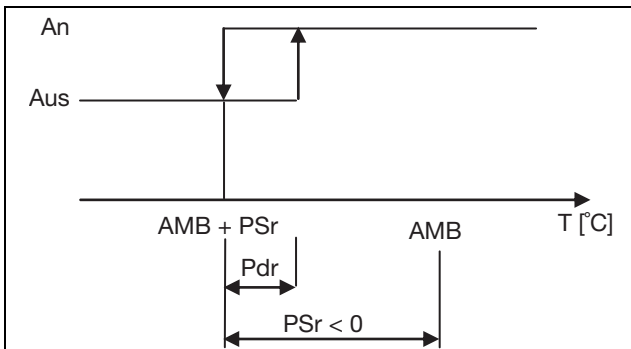 An
Aus
AMB + PSr
AMB
T [°C]
Pdr
PSr < 0